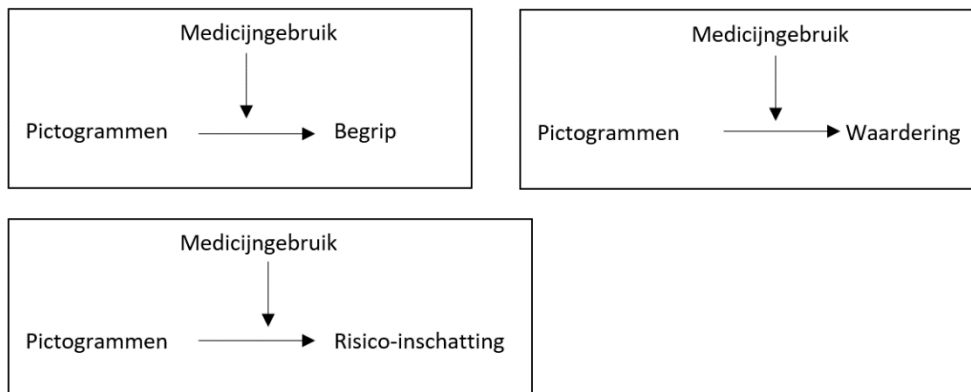 Medicijngebruik
Pictogrammen
Begrip
Medicijngebruik
Pictogrammen
Waardering
Medicijngebruik
Pictogrammen
Risico-inschatting